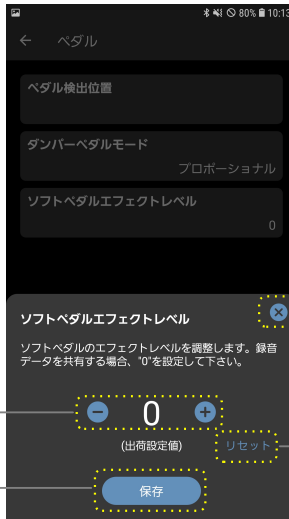 80% 10:13
ペダル
ペダル検出位置
ダンパーペダルモード
プロポーショナル
ソフトペダルエフェクトレベル
0
ソフトペダルエフェクトレベル
ソフトペダルのエフェクトレベルを調整します。録音
データを共有する場合、"0"を設定して下さい。
0
(出荷設定値)
リセット
保存